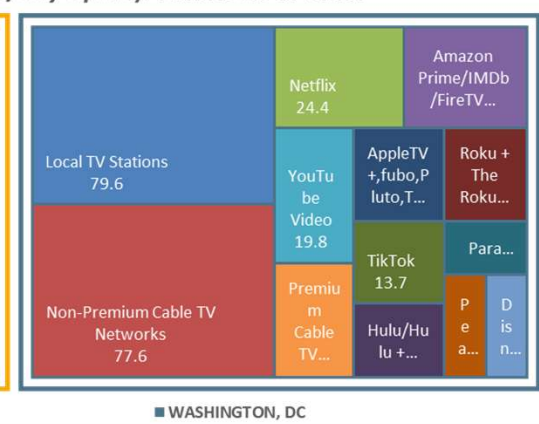 Local TV Stations
79.6
Non-Premium Cable TV
Networks
77.6
Netflix
24.4
Amazon
Prime/IMDb
/FireTV...
YouTu
be
Video
19.8
AppleTV
+,fubo,P
luto,T...
Roku +
The
Roku...
TikTok
13.7
Para...
Premiu
m
Cable
TV...
Hulu/Hu
lu +...
P
e
a...
D
is
n...
WASHINGTON, DC